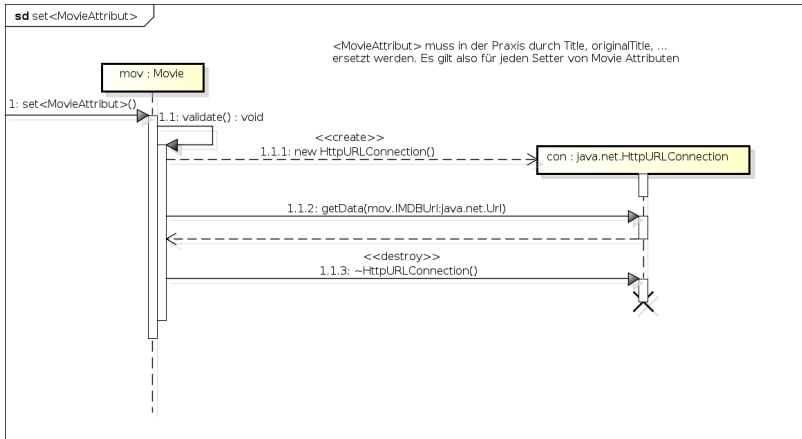 sd set<MovieAttribut>
<MovieAttribut> muss in der Praxis durch Title, originalTitle, ...
ersetzt werden. Es gilt also für jeden Setter von Movie Attributen
mov : Movie
1: set<MovieAttribut>()
1.1: validate() : void
<<create>>
1.1.1: new HttpURLConnection()
con : java.net.HttpURLConnection
1.1.2: getData(mov.IMDBUrl:java.net.Url)
<<destroy>>
1.1.3: ~HttpURLConnection()